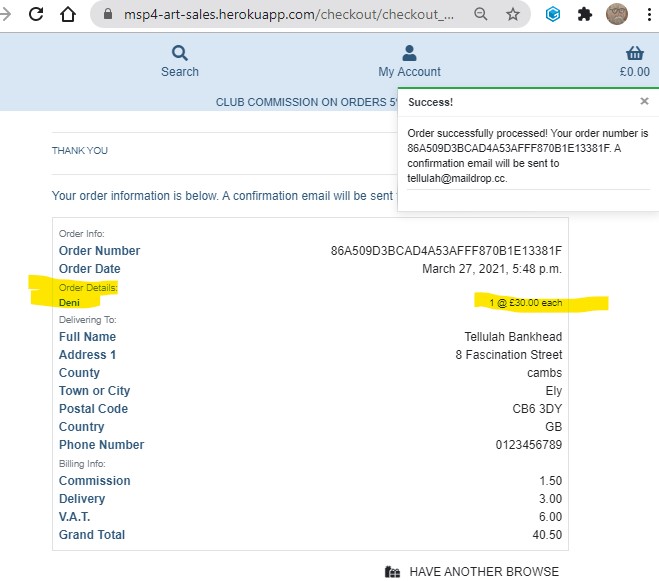 msp4-art-sales.herokuapp.com/checkout/checkout_...
Search
My Account
£0.00
CLUB COMMISSION ON ORDERS 5
Success!
×
Order successfully processed! Your order number is
86A509D3BCAD4A53AFFF870B1E13381F. A
confirmation email will be sent to
tellulah@maildrop.cc.
THANK YOU
Your order information is below. A confirmation email will be sent
Order Info:
Order Number 86A509D3BCAD4A53AFFF870B1E13381F
Order Date March 27, 2021, 5:48 p.m.
Order Details:
Deni 1 @ £30.00 each
Delivering To:
Full Name Tellulah Bankhead
Address 1 8 Fascination Street
County cambs
Town or City Ely
Postal Code CB6 3DY
Country GB
Phone Number 0123456789
Billing Info:
Commission 1.50
Delivery 3.00
V.A.T. 6.00
Grand Total 40.50
HAVE ANOTHER BROWSE